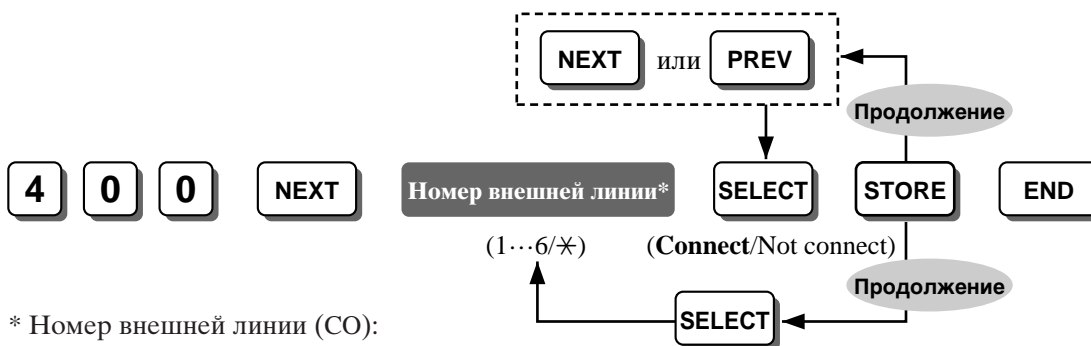 NEXT или PREV
Продолжение
4 0 0 NEXT Номер внешней линии* SELECT STORE END
(1···6/✳) (Connect/Not connect)
Продолжение
SELECT
* Номер внешней линии (CO):